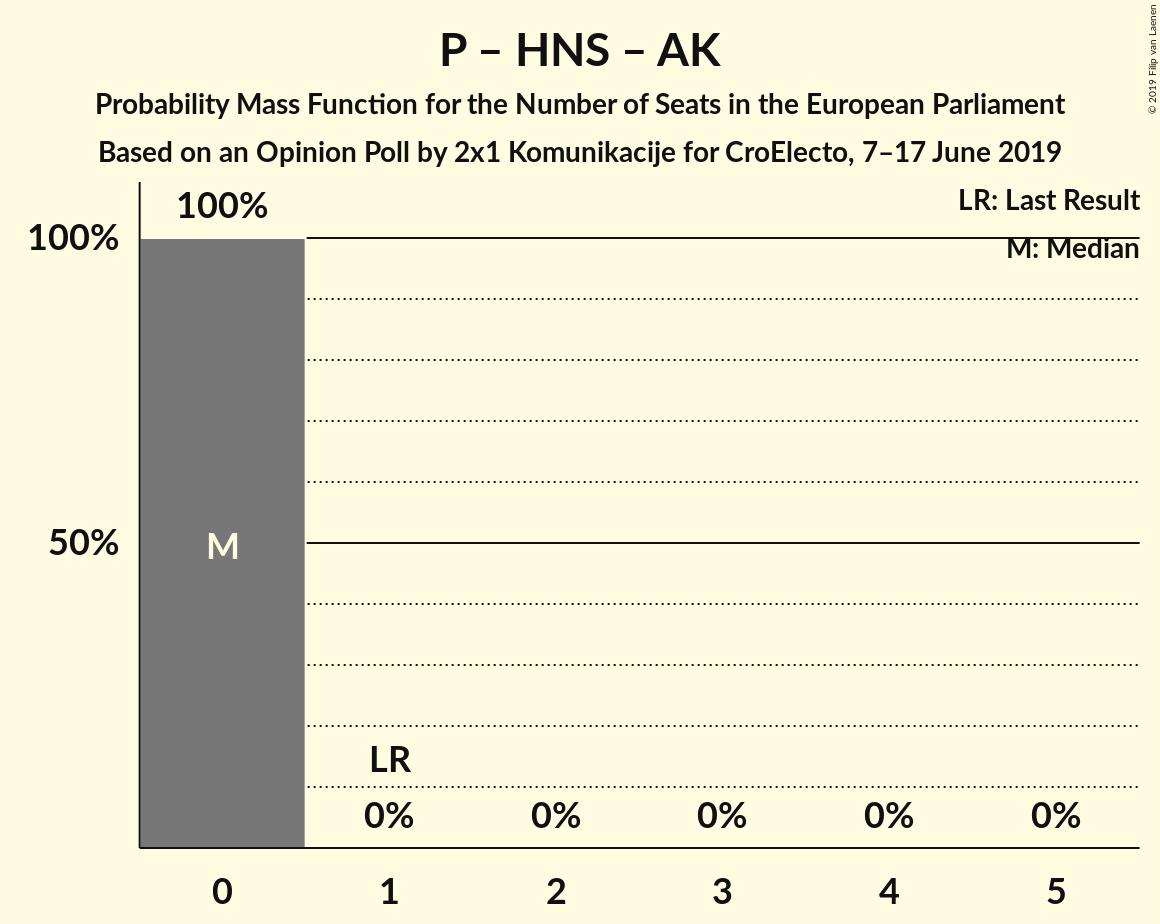 P – HNS – AK
Probability Mass Function for the Number of Seats in the European Parliament
Based on an Opinion Poll by 2x1 Komunikacije for CroElecto, 7–17 June 2019
© 2019 Filip van Laenen
LR: Last Result
M: Median
100%
100%
50%
M
LR
0% 0% 0% 0% 0%
0 1 2 3 4 5